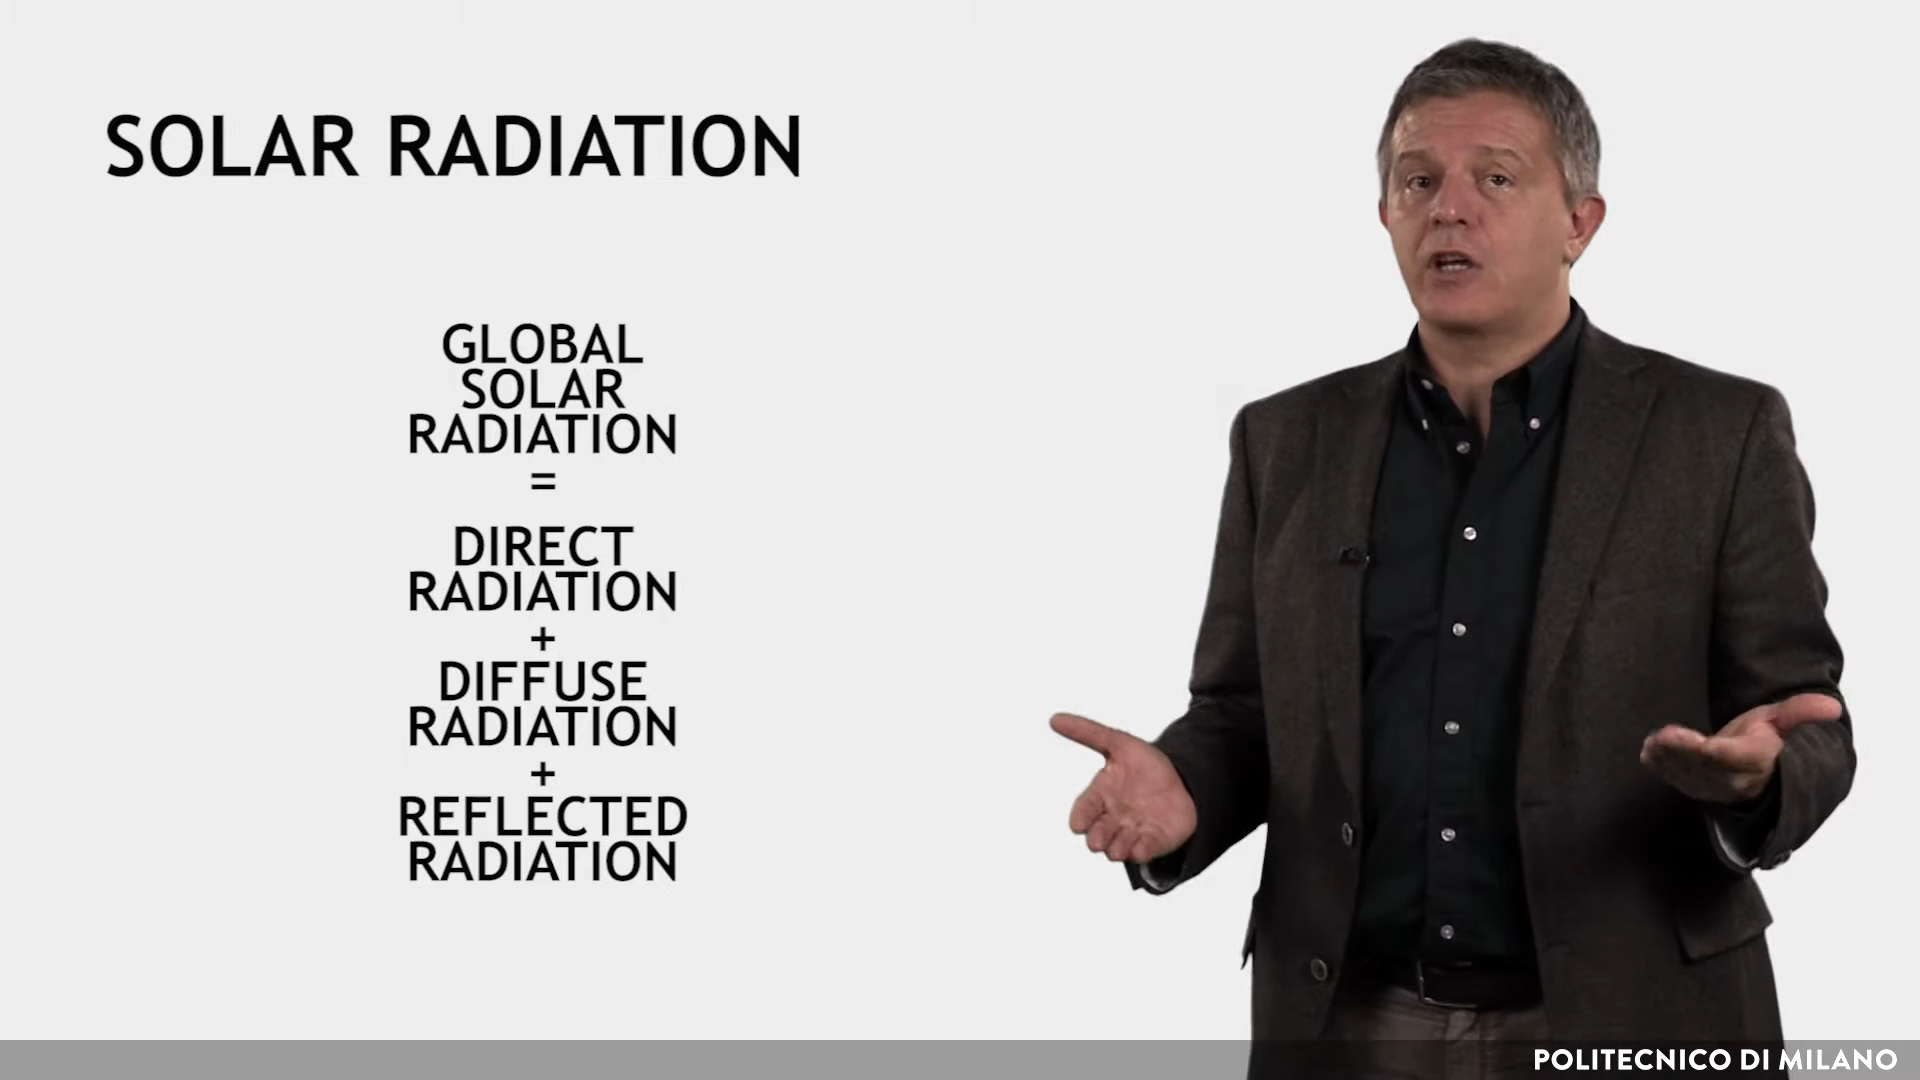 SOLAR RADIATION
GLOBAL
SOLAR
RADIATION
=
DIRECT
RADIATION
+
DIFFUSE
RADIATION
+
REFLECTED
RADIATION
POLITECNICO DI MILANO